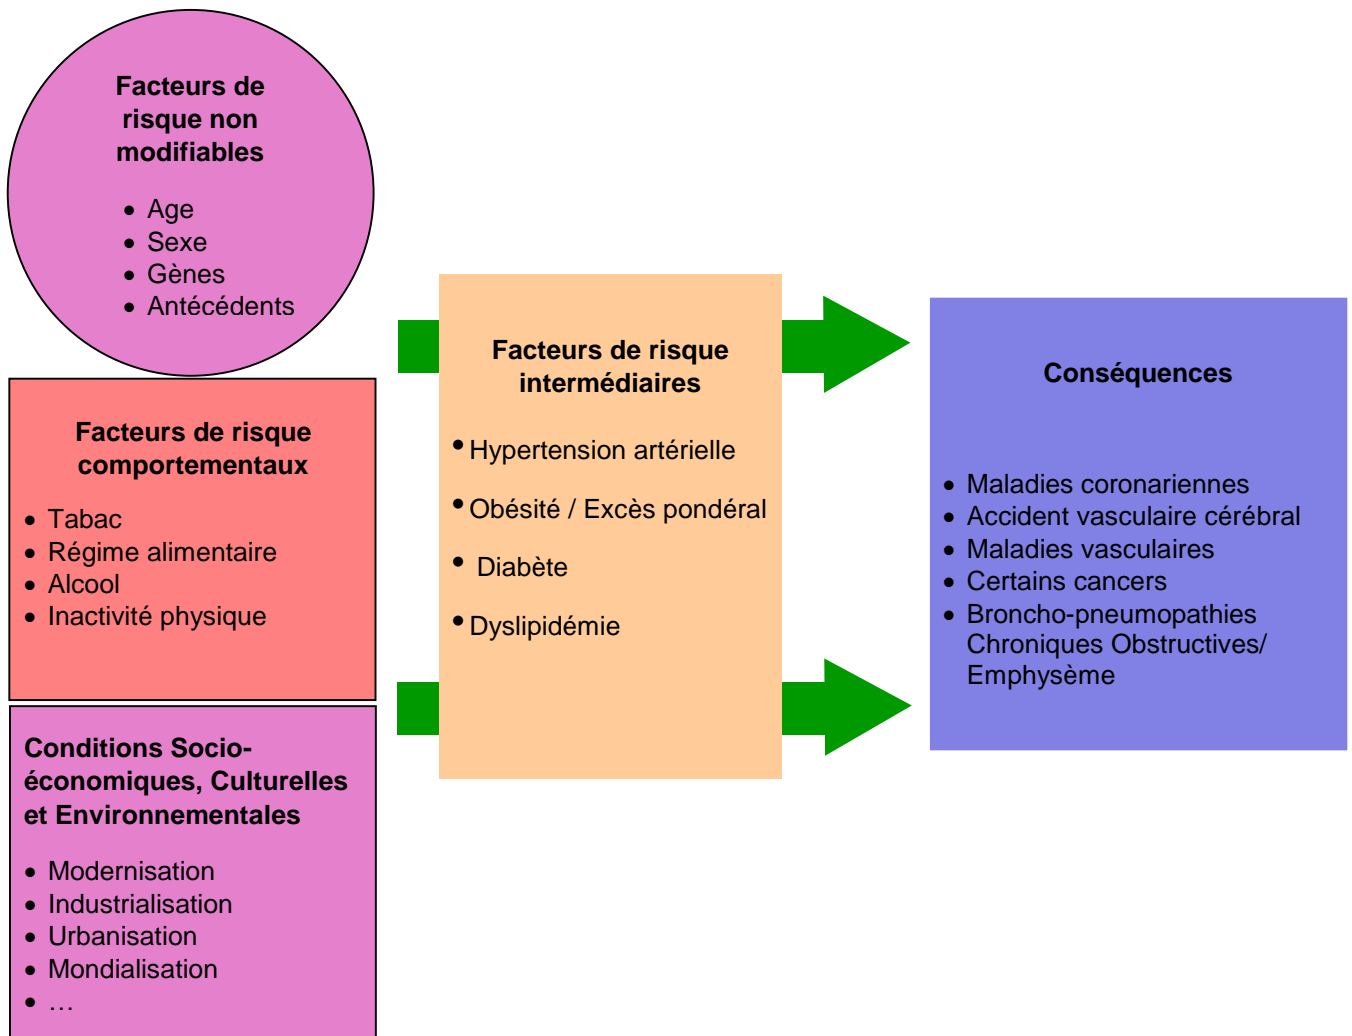 Facteurs de
risque non
modifiables
• Age
• Sexe
• Gènes
• Antécédents
Facteurs de risque
comportementaux
• Tabac
• Régime alimentaire
• Alcool
• Inactivité physique
Conditions Socio-
économiques, Culturelles
et Environnementales
• Modernisation
• Industrialisation
• Urbanisation
• Mondialisation
• …
Facteurs de risque
intermédiaires
• Hypertension artérielle
• Obésité / Excès pondéral
• Diabète
• Dyslipidémie
Conséquences
• Maladies coronariennes
• Accident vasculaire cérébral
• Maladies vasculaires
• Certains cancers
• Broncho-pneumopathies
Chroniques Obstructives/
Emphysème